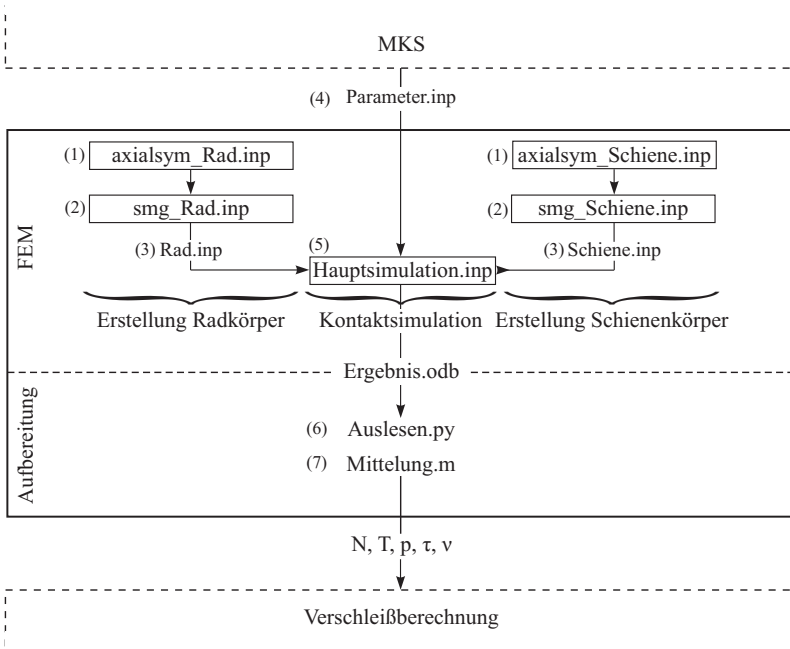 MKS
(4) Parameter.inp
FEM
(1) axialsym_Rad.inp
(1) axialsym_Schiene.inp
(2) smg_Rad.inp
(2) smg_Schiene.inp
(3) Rad.inp
(5)
(3) Schiene.inp
Hauptsimulation.inp
Erstellung Radkörper
Kontaktsimulation
Erstellung Schienenkörper
Ergebnis.odb
Aufbereitung
(6) Auslesen.py
(7) Mittelung.m
N, T, p, τ, ν
Verschleißberechnung